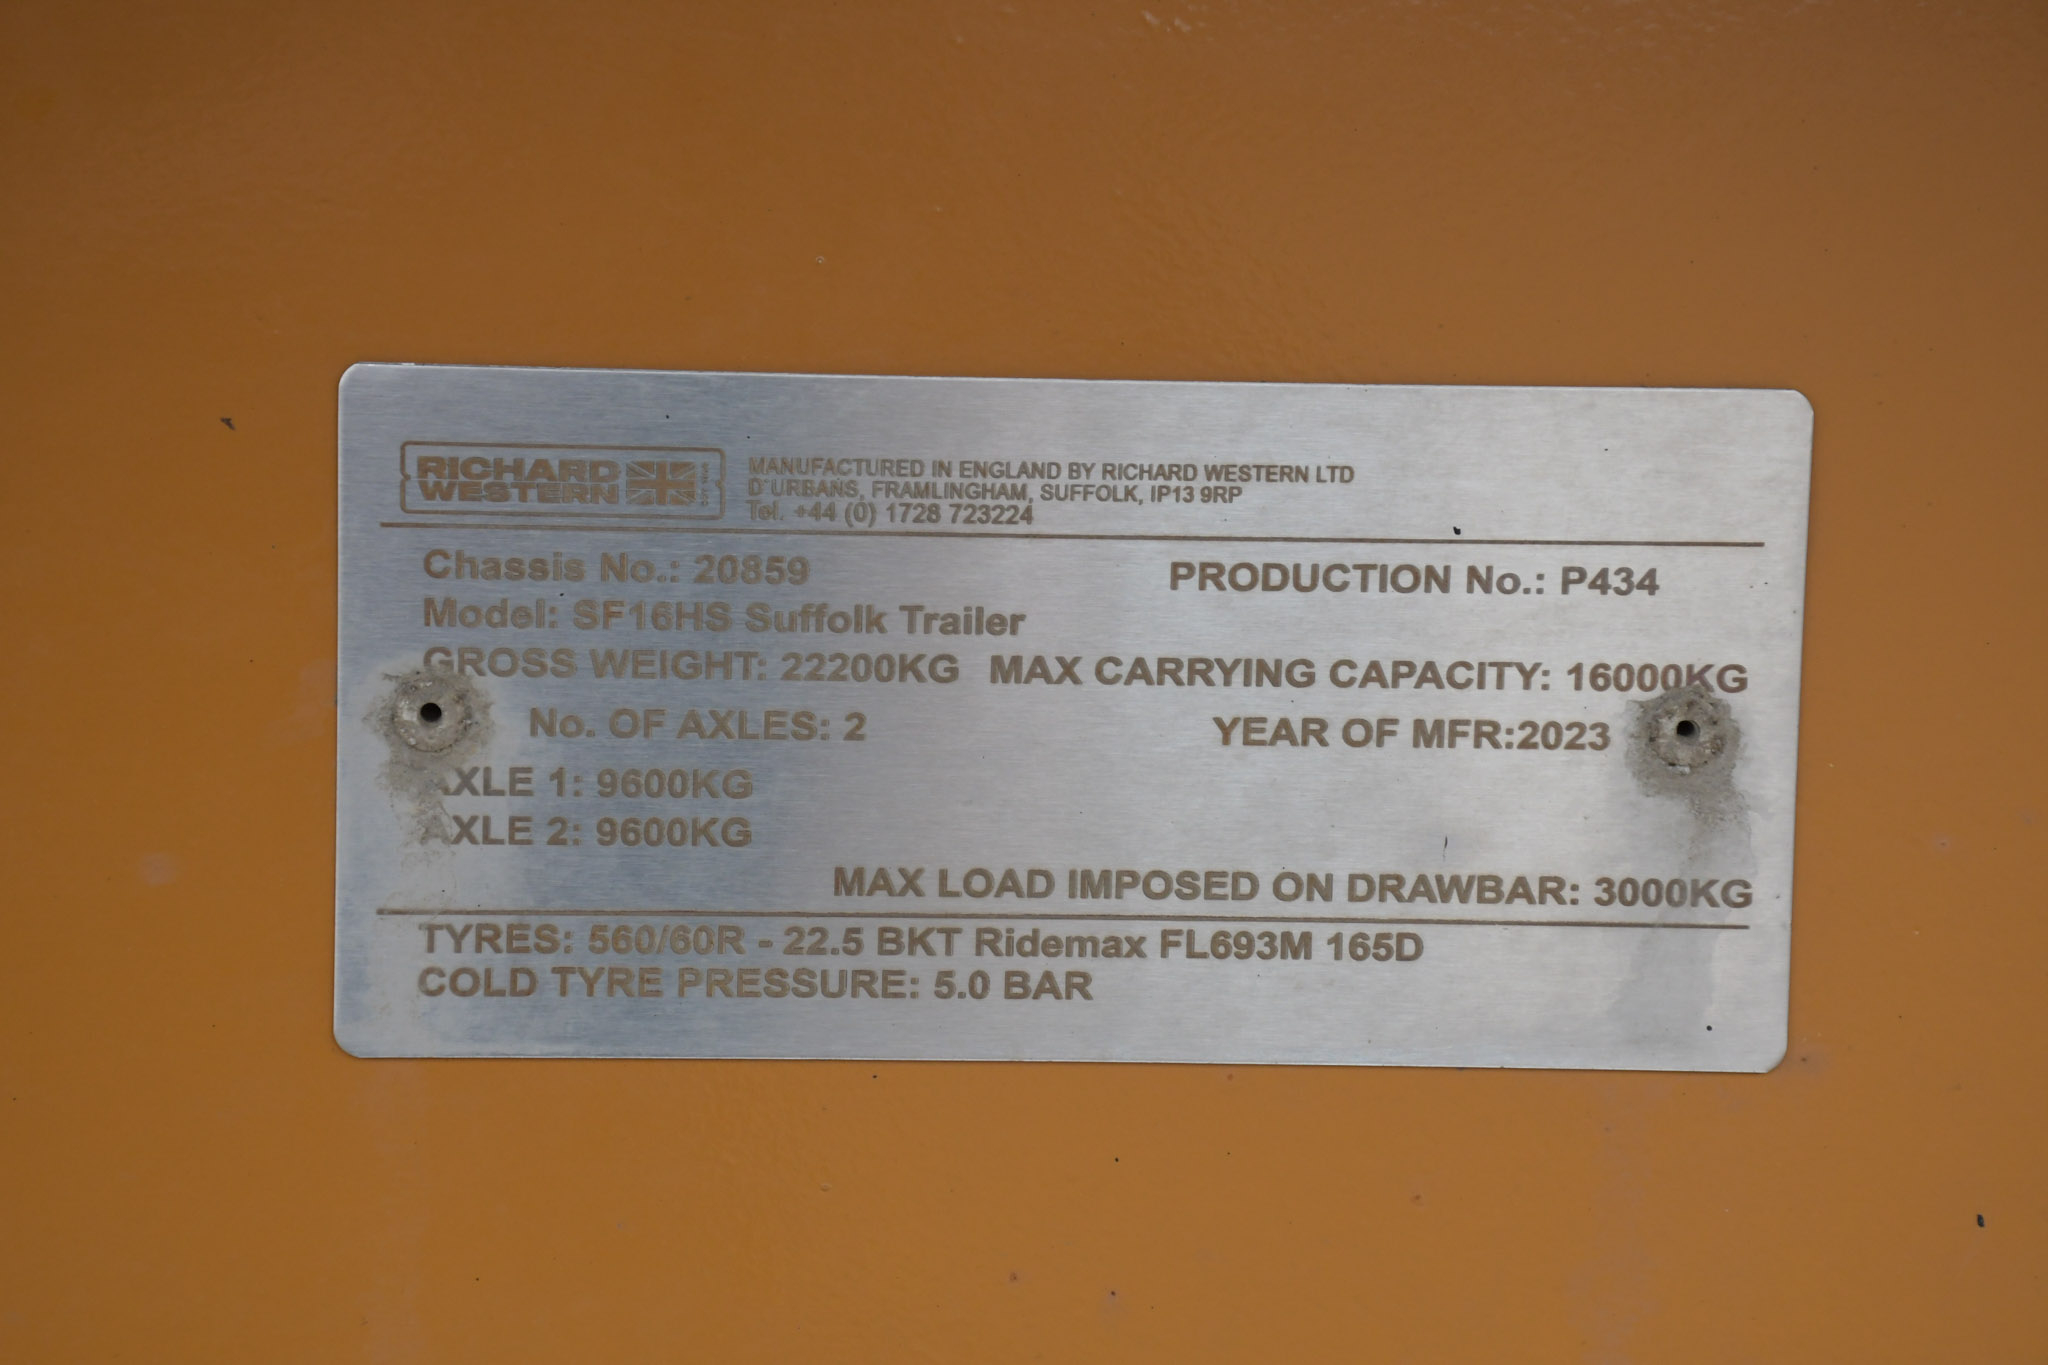 RICHARD
WESTERN
MANUFACTURED IN ENGLAND BY RICHARD WESTERN LTD
D'URBANS, FRAMLINGHAM, SUFFOLK, IP13 9RP
Tel. +44 (0) 1728 723224
Chassis No.: 20859 PRODUCTION No.: P434
Model: SF16HS Suffolk Trailer
GROSS WEIGHT: 22200KG MAX CARRYING CAPACITY: 16000KG
No. OF AXLES: 2 YEAR OF MFR:2023
AXLE 1: 9600KG
AXLE 2: 9600KG
MAX LOAD IMPOSED ON DRAWBAR: 3000KG
TYRES: 560/60R - 22.5 BKT Ridemax FL693M 165D
COLD TYRE PRESSURE: 5.0 BAR